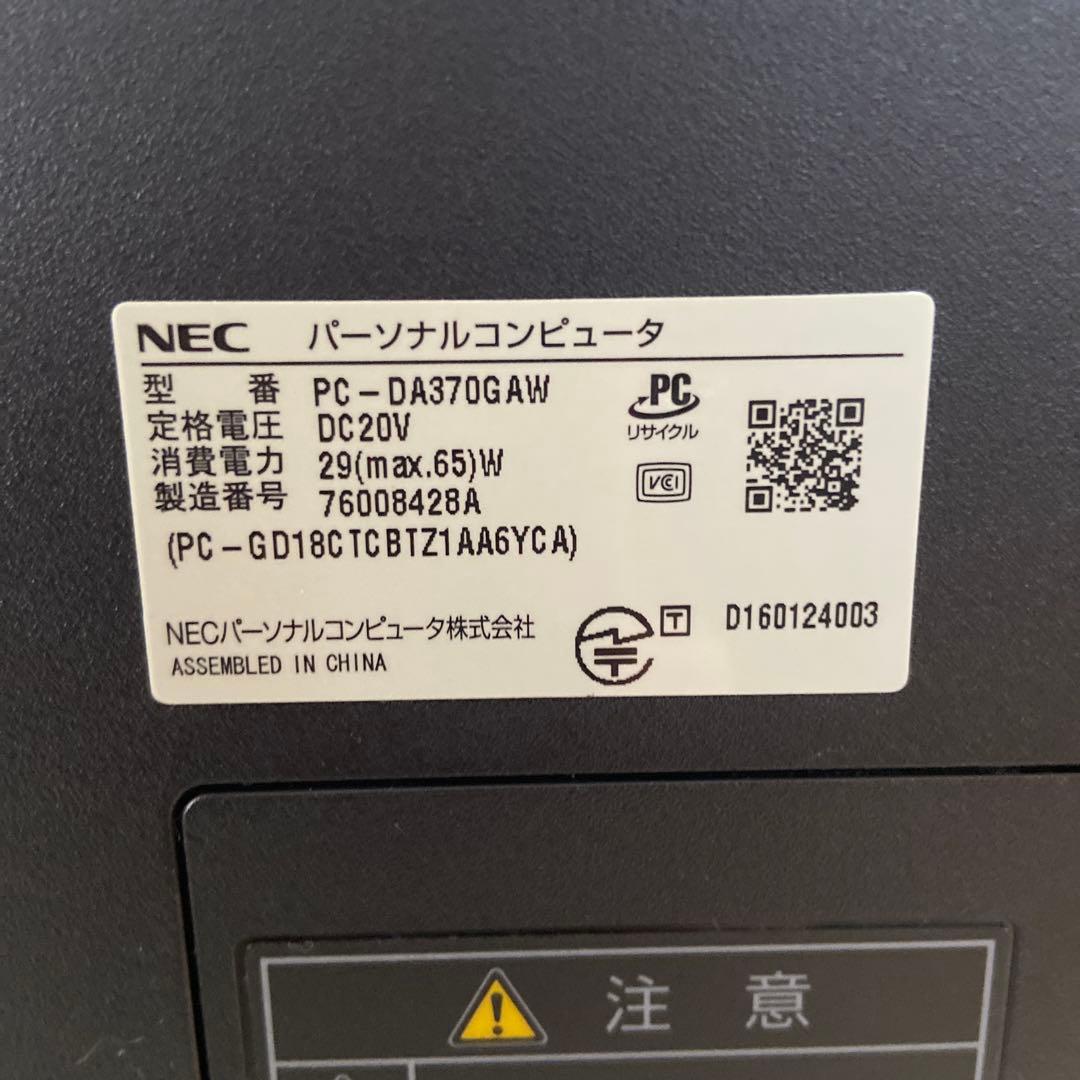 NEC パーソナルコンピュータ
型 番 PC-DA370GAW
定格電圧 DC20V
消費電力 29(max.65)W
製造番号 76008428A
(PC-GD18CTCBTZ1AA6YCA)
PC
リサイクル
VCI
NECパーソナルコンピュータ株式会社
ASSEMBLED IN CHINA
T
D160124003
注 意